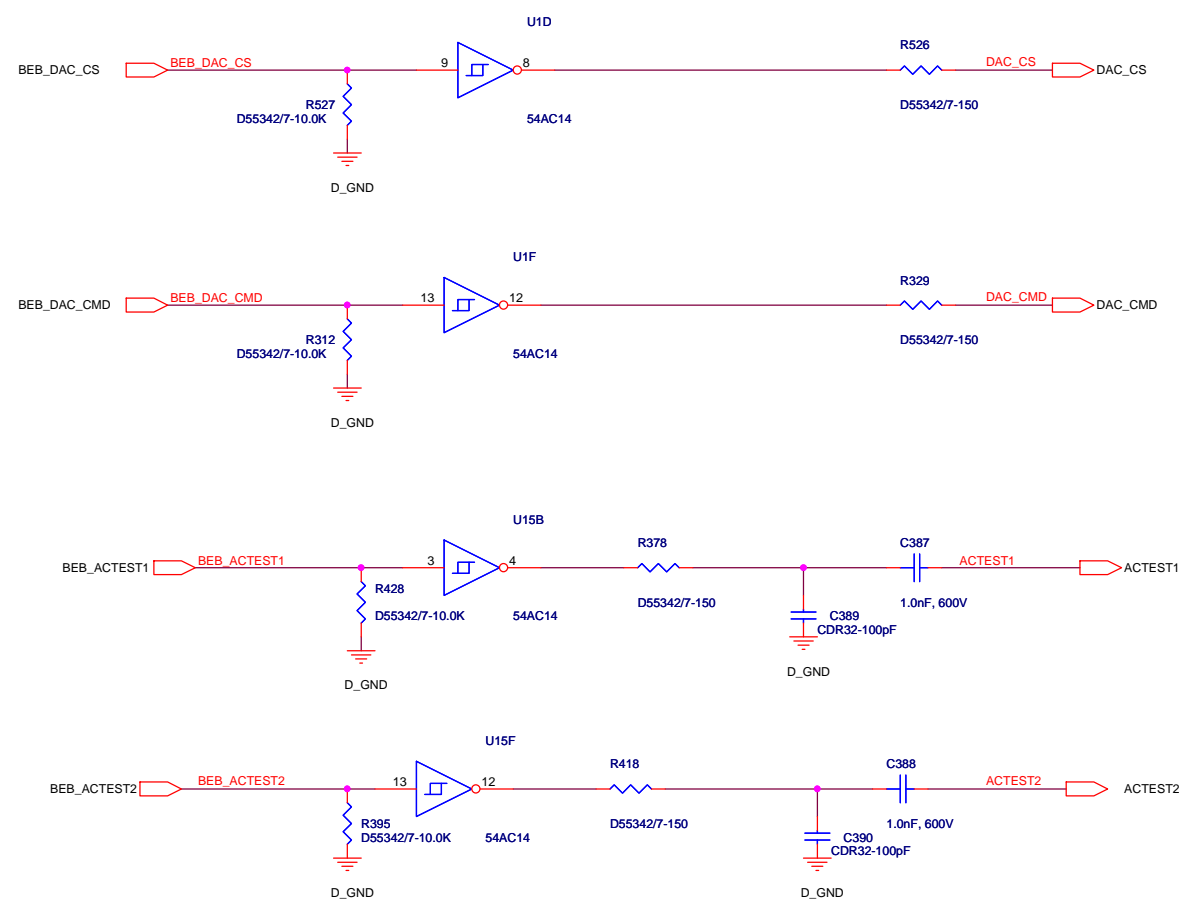 U1D
BEB_DAC_CS
BEB_DAC_CS
9
8
R526
DAC_CS
DAC_CS
R527
D55342/7-10.0K
54AC14
D55342/7-150
D_GND
U1F
BEB_DAC_CMD
BEB_DAC_CMD
13
12
R329
DAC_CMD
DAC_CMD
R312
D55342/7-10.0K
54AC14
D55342/7-150
D_GND
U15B
BEB_ACTEST1
BEB_ACTEST1
3
4
R378
C387
ACTEST1
ACTEST1
R428
D55342/7-10.0K
54AC14
D55342/7-150
1.0nF, 600V
C389
CDR32-100pF
D_GND
D_GND
U15F
BEB_ACTEST2
BEB_ACTEST2
13
12
R418
C388
ACTEST2
ACTEST2
R395
D55342/7-10.0K
54AC14
D55342/7-150
1.0nF, 600V
C390
CDR32-100pF
D_GND
D_GND